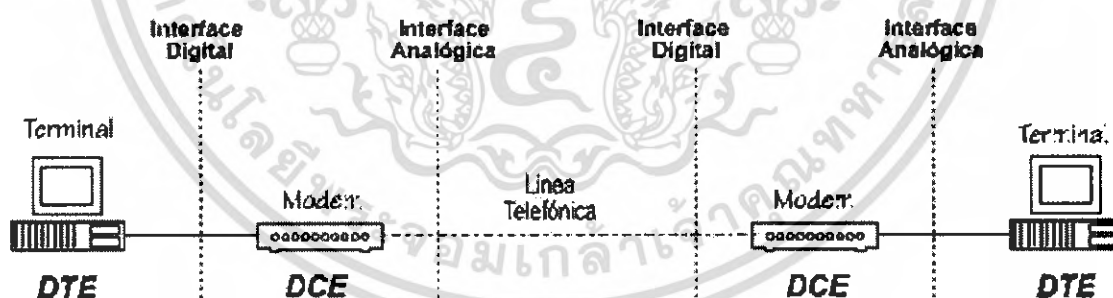 Interface
Digital
Interface
Analógica
Interface
Digital
Interface
Analógica
Terminal
Modem
Línea
Telefónica
Modem
Terminal
DTE
DCE
DCE
DTE